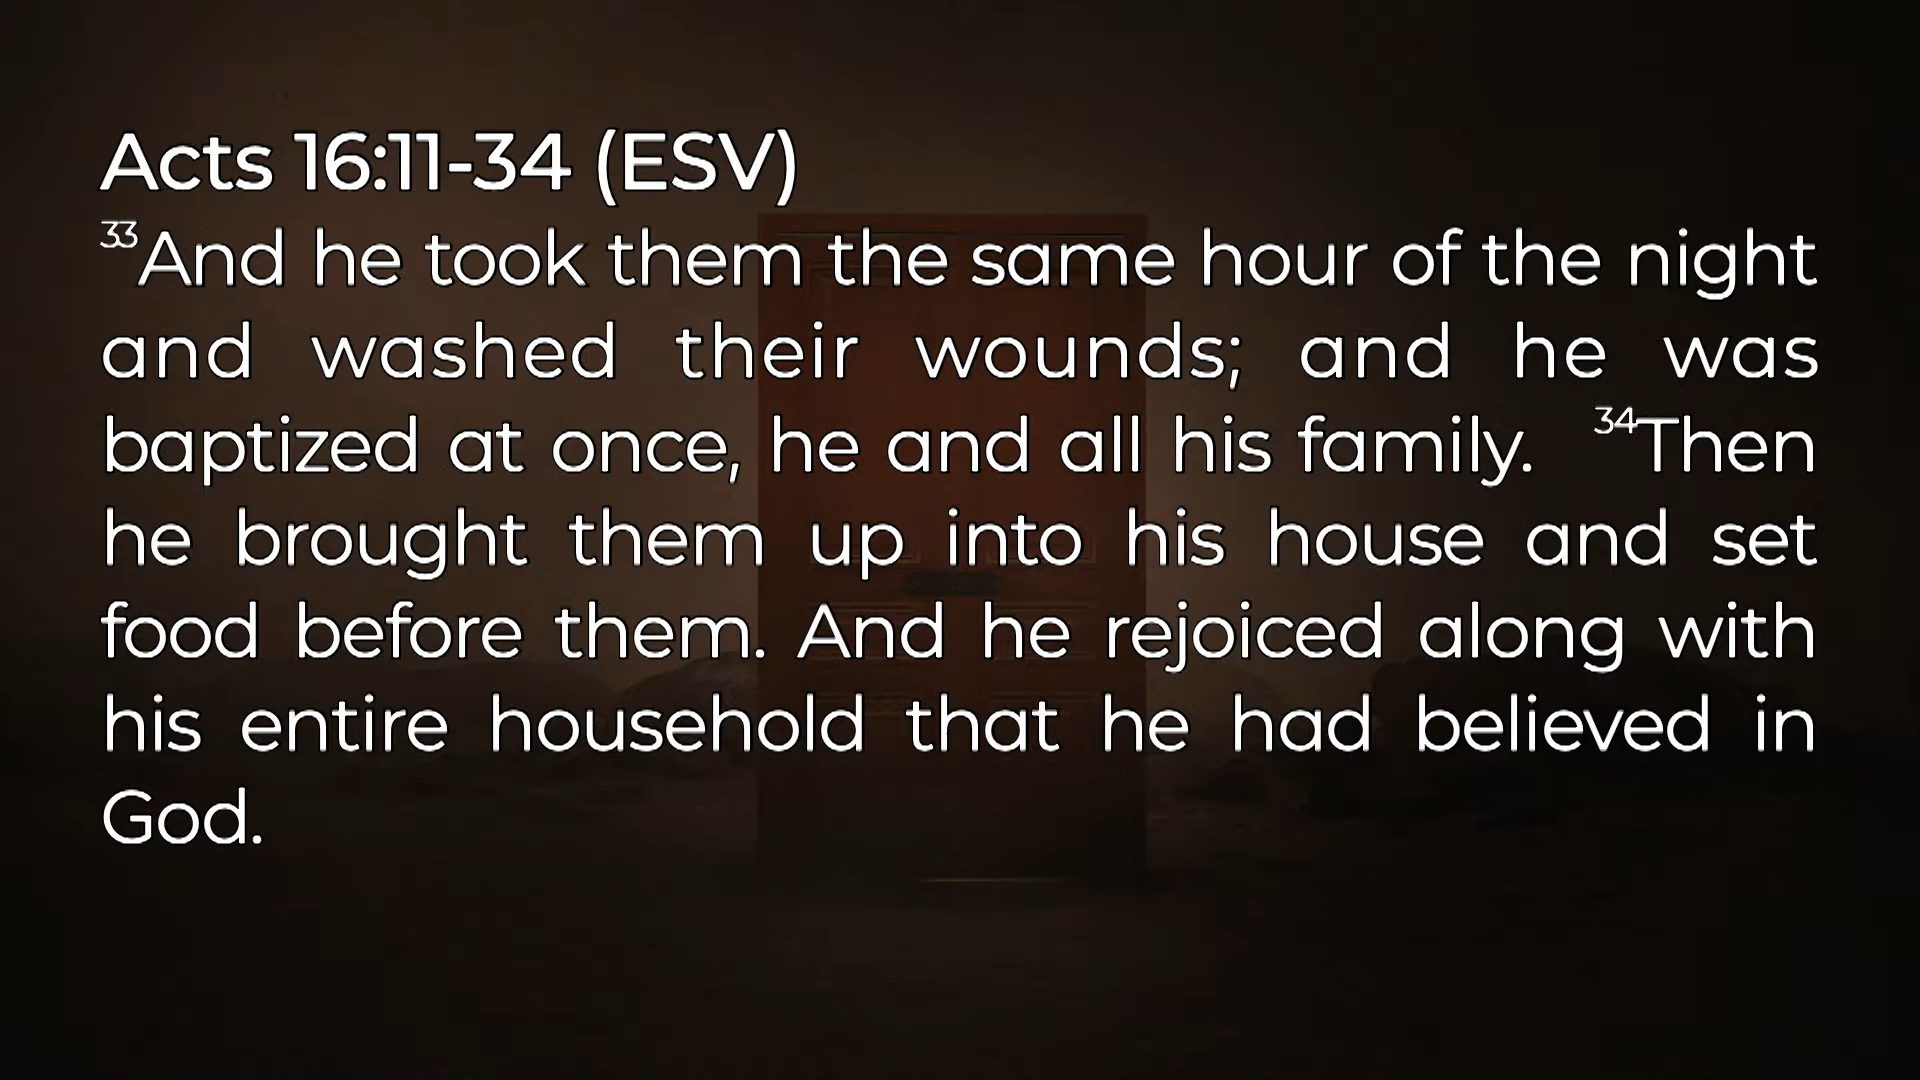 Acts 16:11-34 (ESV)
33And he took them the same hour of the night
and washed their wounds; and he was
baptized at once, he and all his family. 34Then
he brought them up into his house and set
food before them. And he rejoiced along with
his entire household that he had believed in
God.